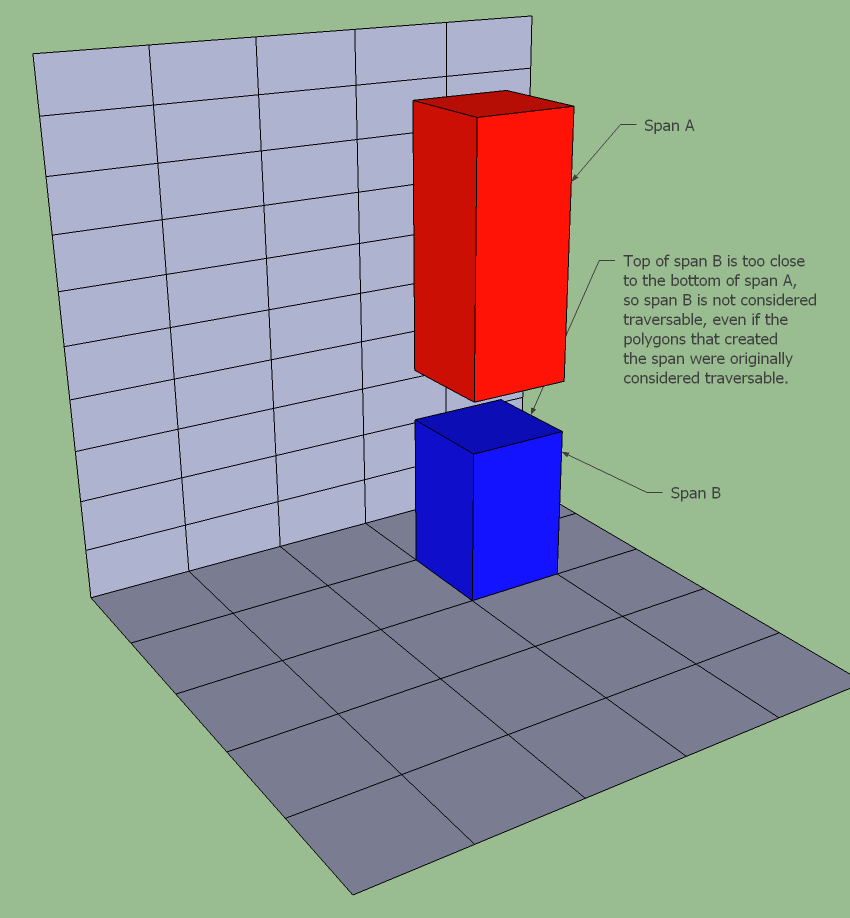 Span A
Top of span B is too close
to the bottom of span A,
so span B is not considered
traversable, even if the
polygons that created
the span were originally
considered traversable.
Span B